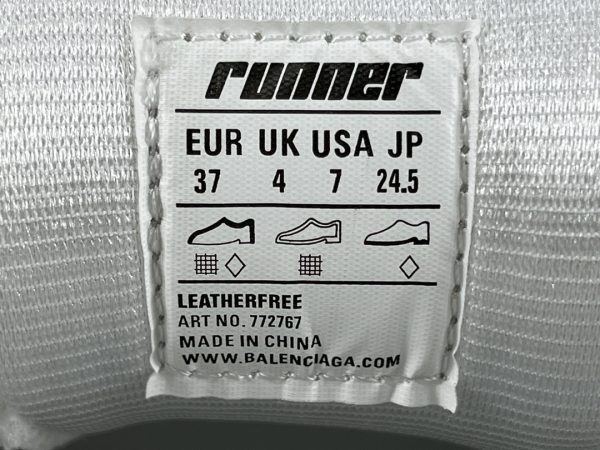 runner
EUR UK USA JP
37 4 7 24.5
LEATHERFREE
ART NO. 772767
MADE IN CHINA
WWW.BALENCIAGA.COM